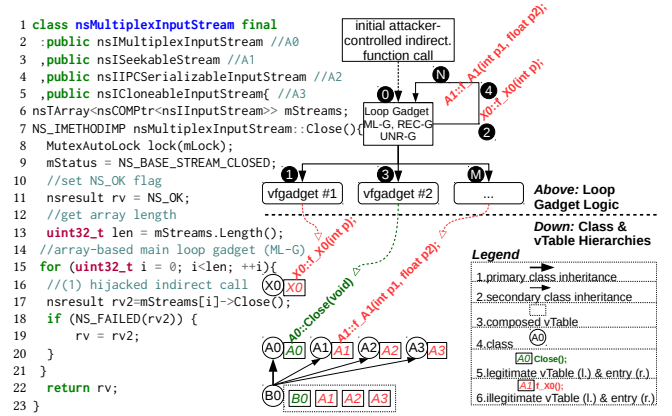 1 class nsMultiplexInputStream final
2 :public nsIMultiplexInputStream //A0
3 ,public nsISeekableStream //A1
4 ,public nsIIPCSerializableInputStream //A2
5 ,public nsICloneableInputStream{ //A3
6 nsTArray<nsCOMPtr<nsIInputStream>> mStreams;
7 NS_IMETHODIMP nsMultiplexInputStream::Close(){
8 MutexAutoLock lock(mLock);
9 mStatus = NS_BASE_STREAM_CLOSED;
10 //set NS_OK flag
11 nsresult rv = NS_OK;
12 //get array length
13 uint32_t len = mStreams.Length();
14 //array-based main loop gadget (ML-G)
15 for (uint32_t i = 0; i<len; ++i){
16 //(1) hijacked indirect call
17 nsresult rv2=mStreams[i]->Close();
18 if (NS_FAILED(rv2)) {
19 rv = rv2;
20 }
21 }
22 return rv;
23 }
initial attacker-
controlled indirect.
function call
N
A1::f_A1(int p1, float p2);
X0::f_X0(int p);
0
4
Loop Gadget
ML-G, REC-G
UNR-G
2
1
3
M
vfgadget #1
vfgadget #2
...
Above: Loop
Gadget Logic
Down: Class &
vTable Hierarchies
X0::f_X0(int p);
A0::Close(void)
A1::f_A1(int p1, float p2);
X0 X0
A0 A0 A1 A1 A2 A2 A3 A3
B0 B0 A1 A2 A3
Legend
1.primary class inheritance
2.secondary class inheritance
3.composed vTable
4.class A0
A0 Close();
5.legitimate vTable (l.) & entry (r.)
A1 f_X0();
6.illegitimate vTable (l.) & entry (r.)